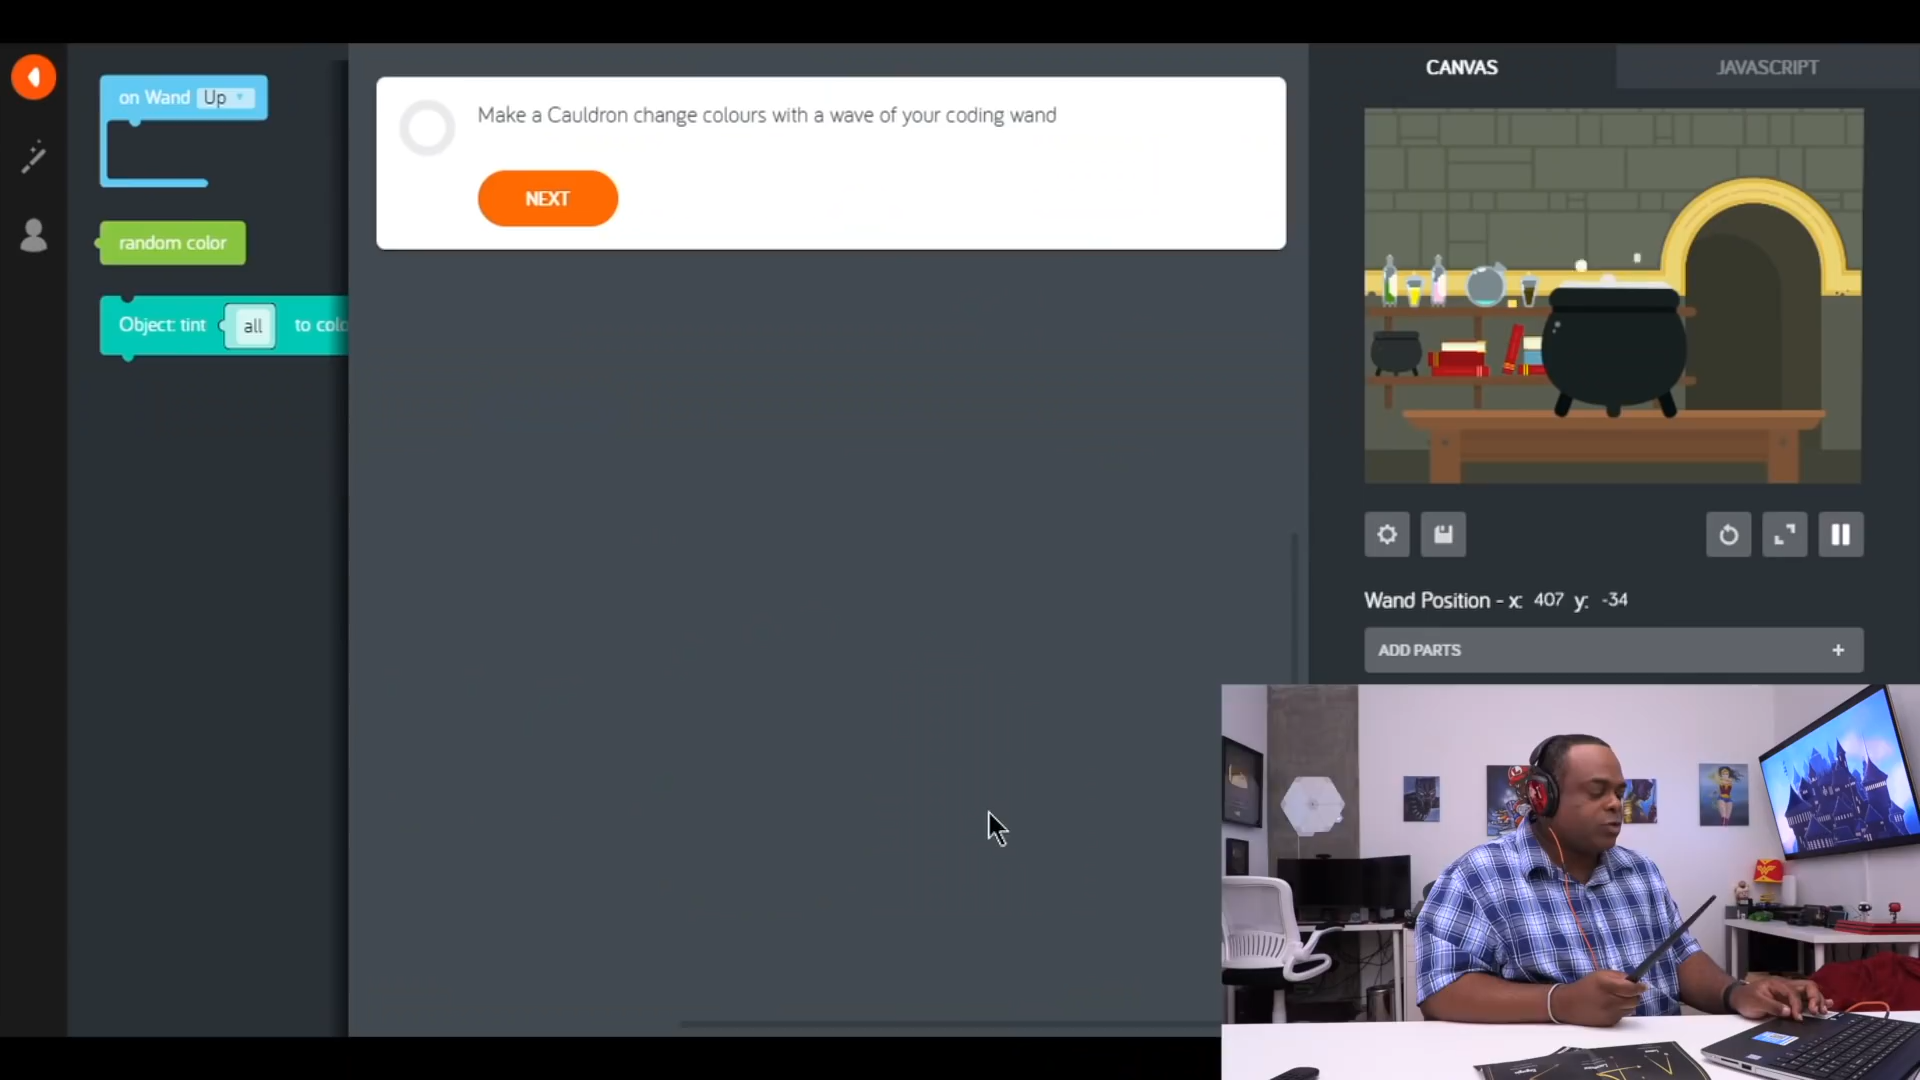 on Wand Up
random color
Object: tint all to colo
Make a Cauldron change colours with a wave of your coding wand
NEXT
CANVAS
JAVASCRIPT
Wand Position - x: 407 y: -34
ADD PARTS +